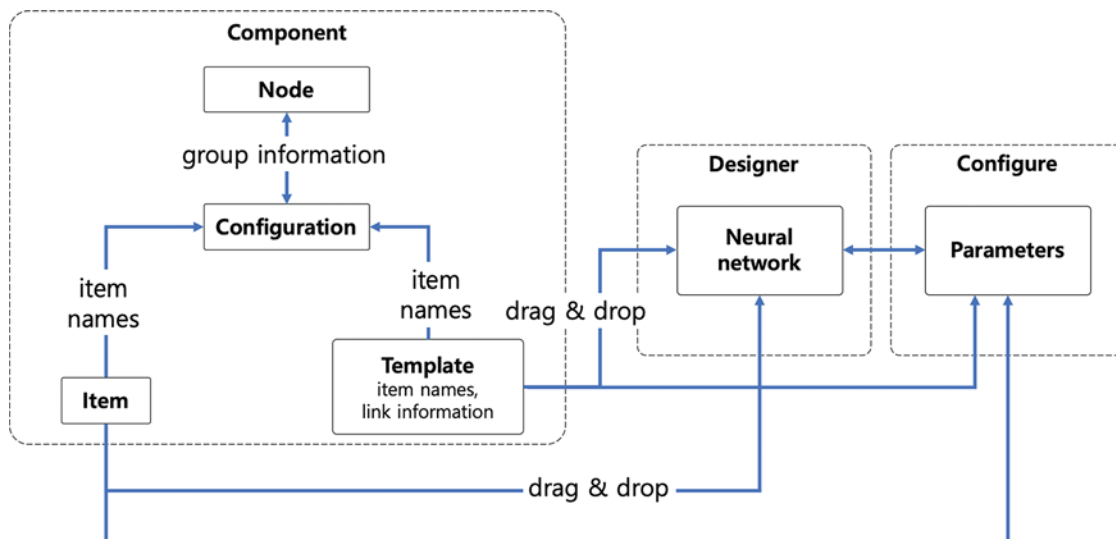 Component
Node
group information
Configuration
item
names
item
names
Template
item names,
link information
Item
drag & drop
drag & drop
Designer
Neural
network
Configure
Parameters